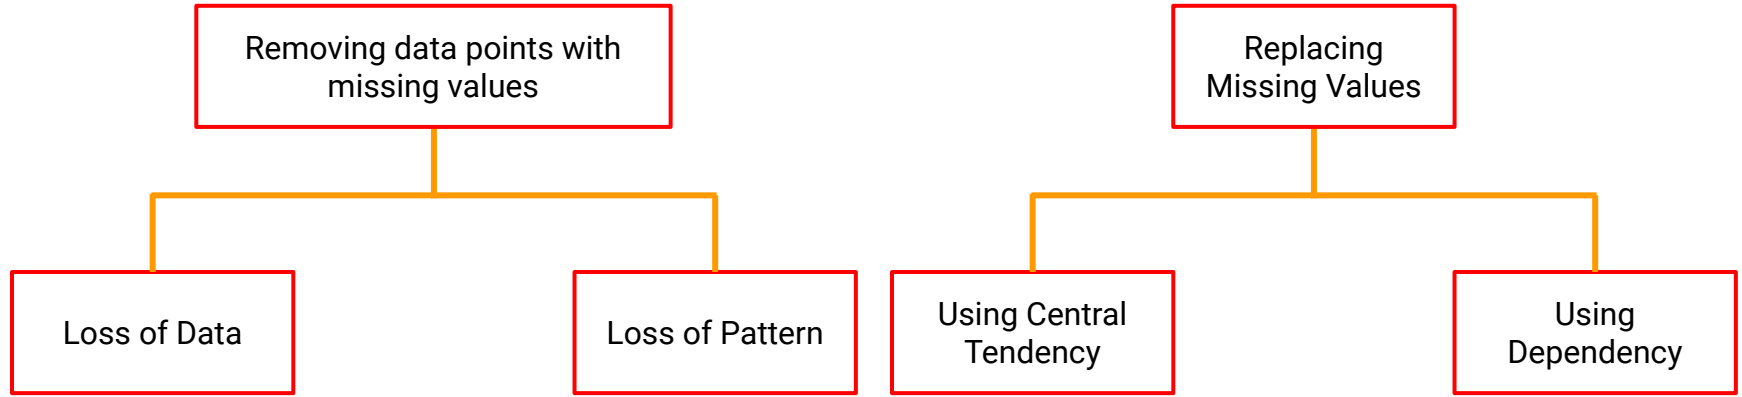 Removing data points with
missing values
Replacing
Missing Values
Loss of Data
Loss of Pattern
Using Central
Tendency
Using
Dependency